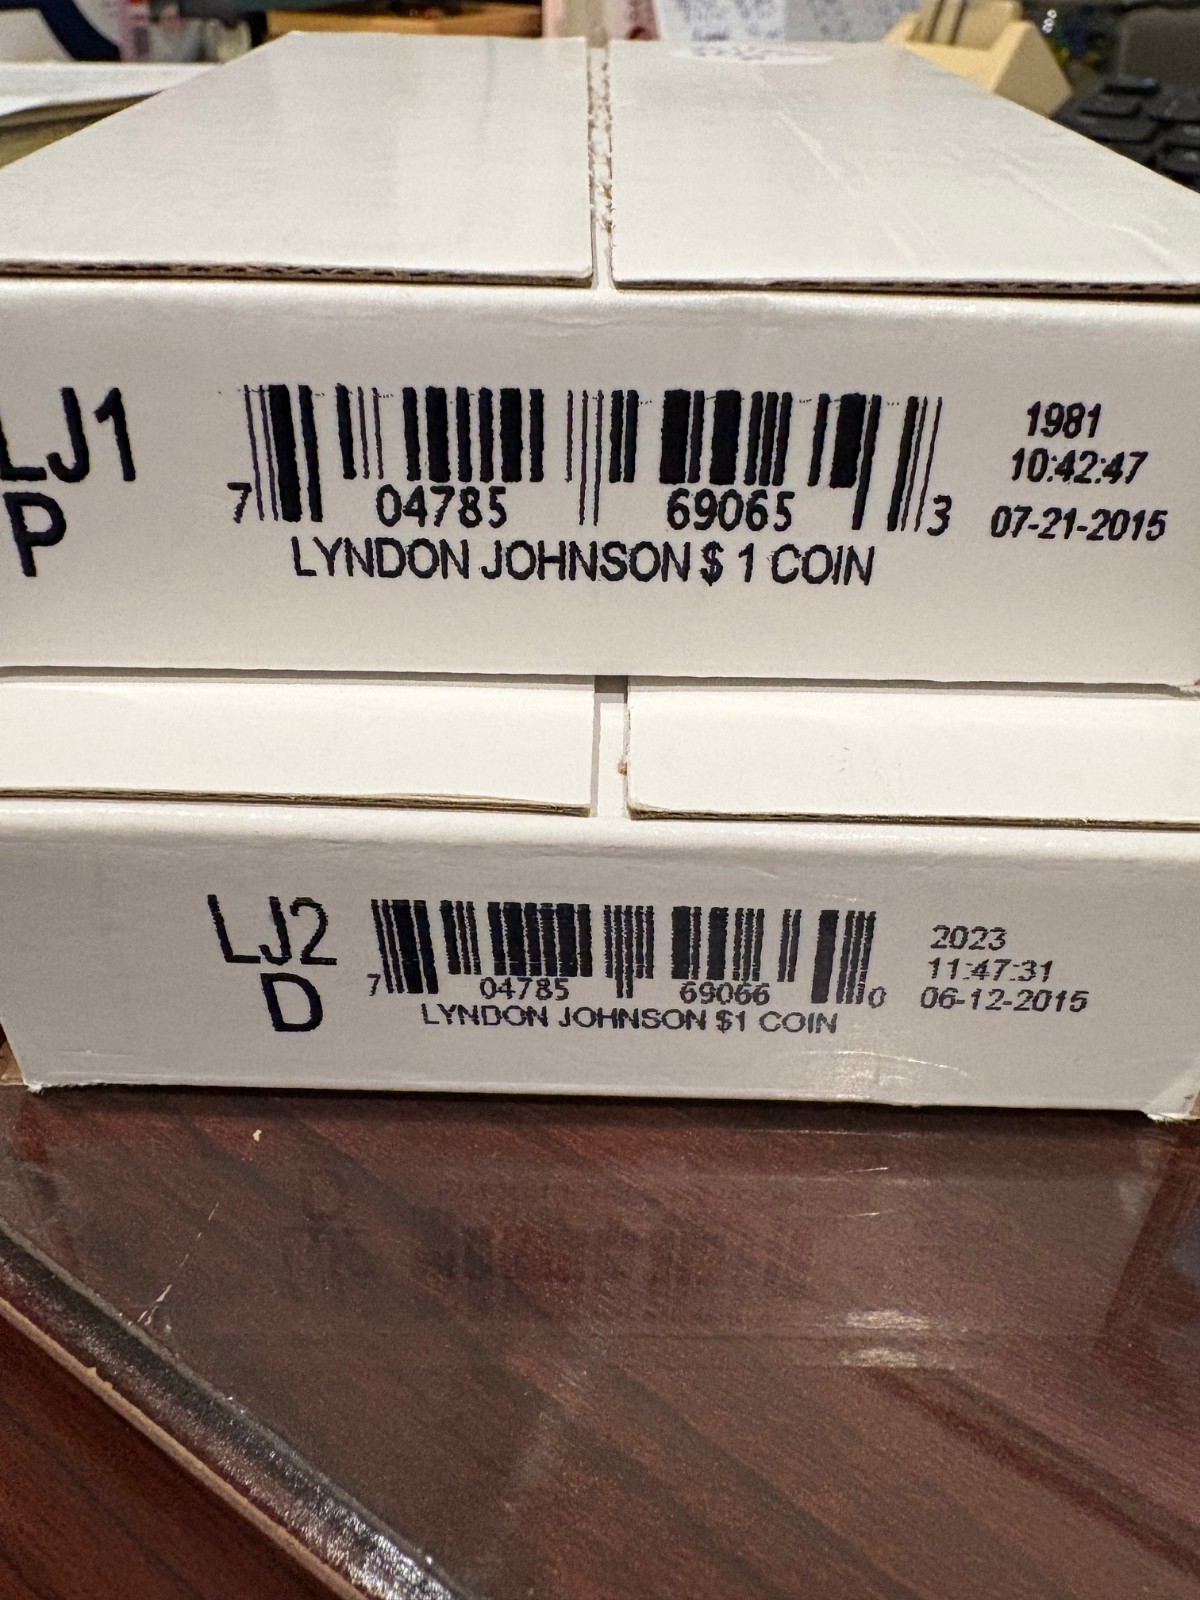 LJ1
P
7 04785 69065 3
LYNDON JOHNSON $ 1 COIN
1981
10:42:47
07-21-2015
LJ2
D
7 04785 69066 0
LYNDON JOHNSON $1 COIN
2023
11:47:31
06-12-2015